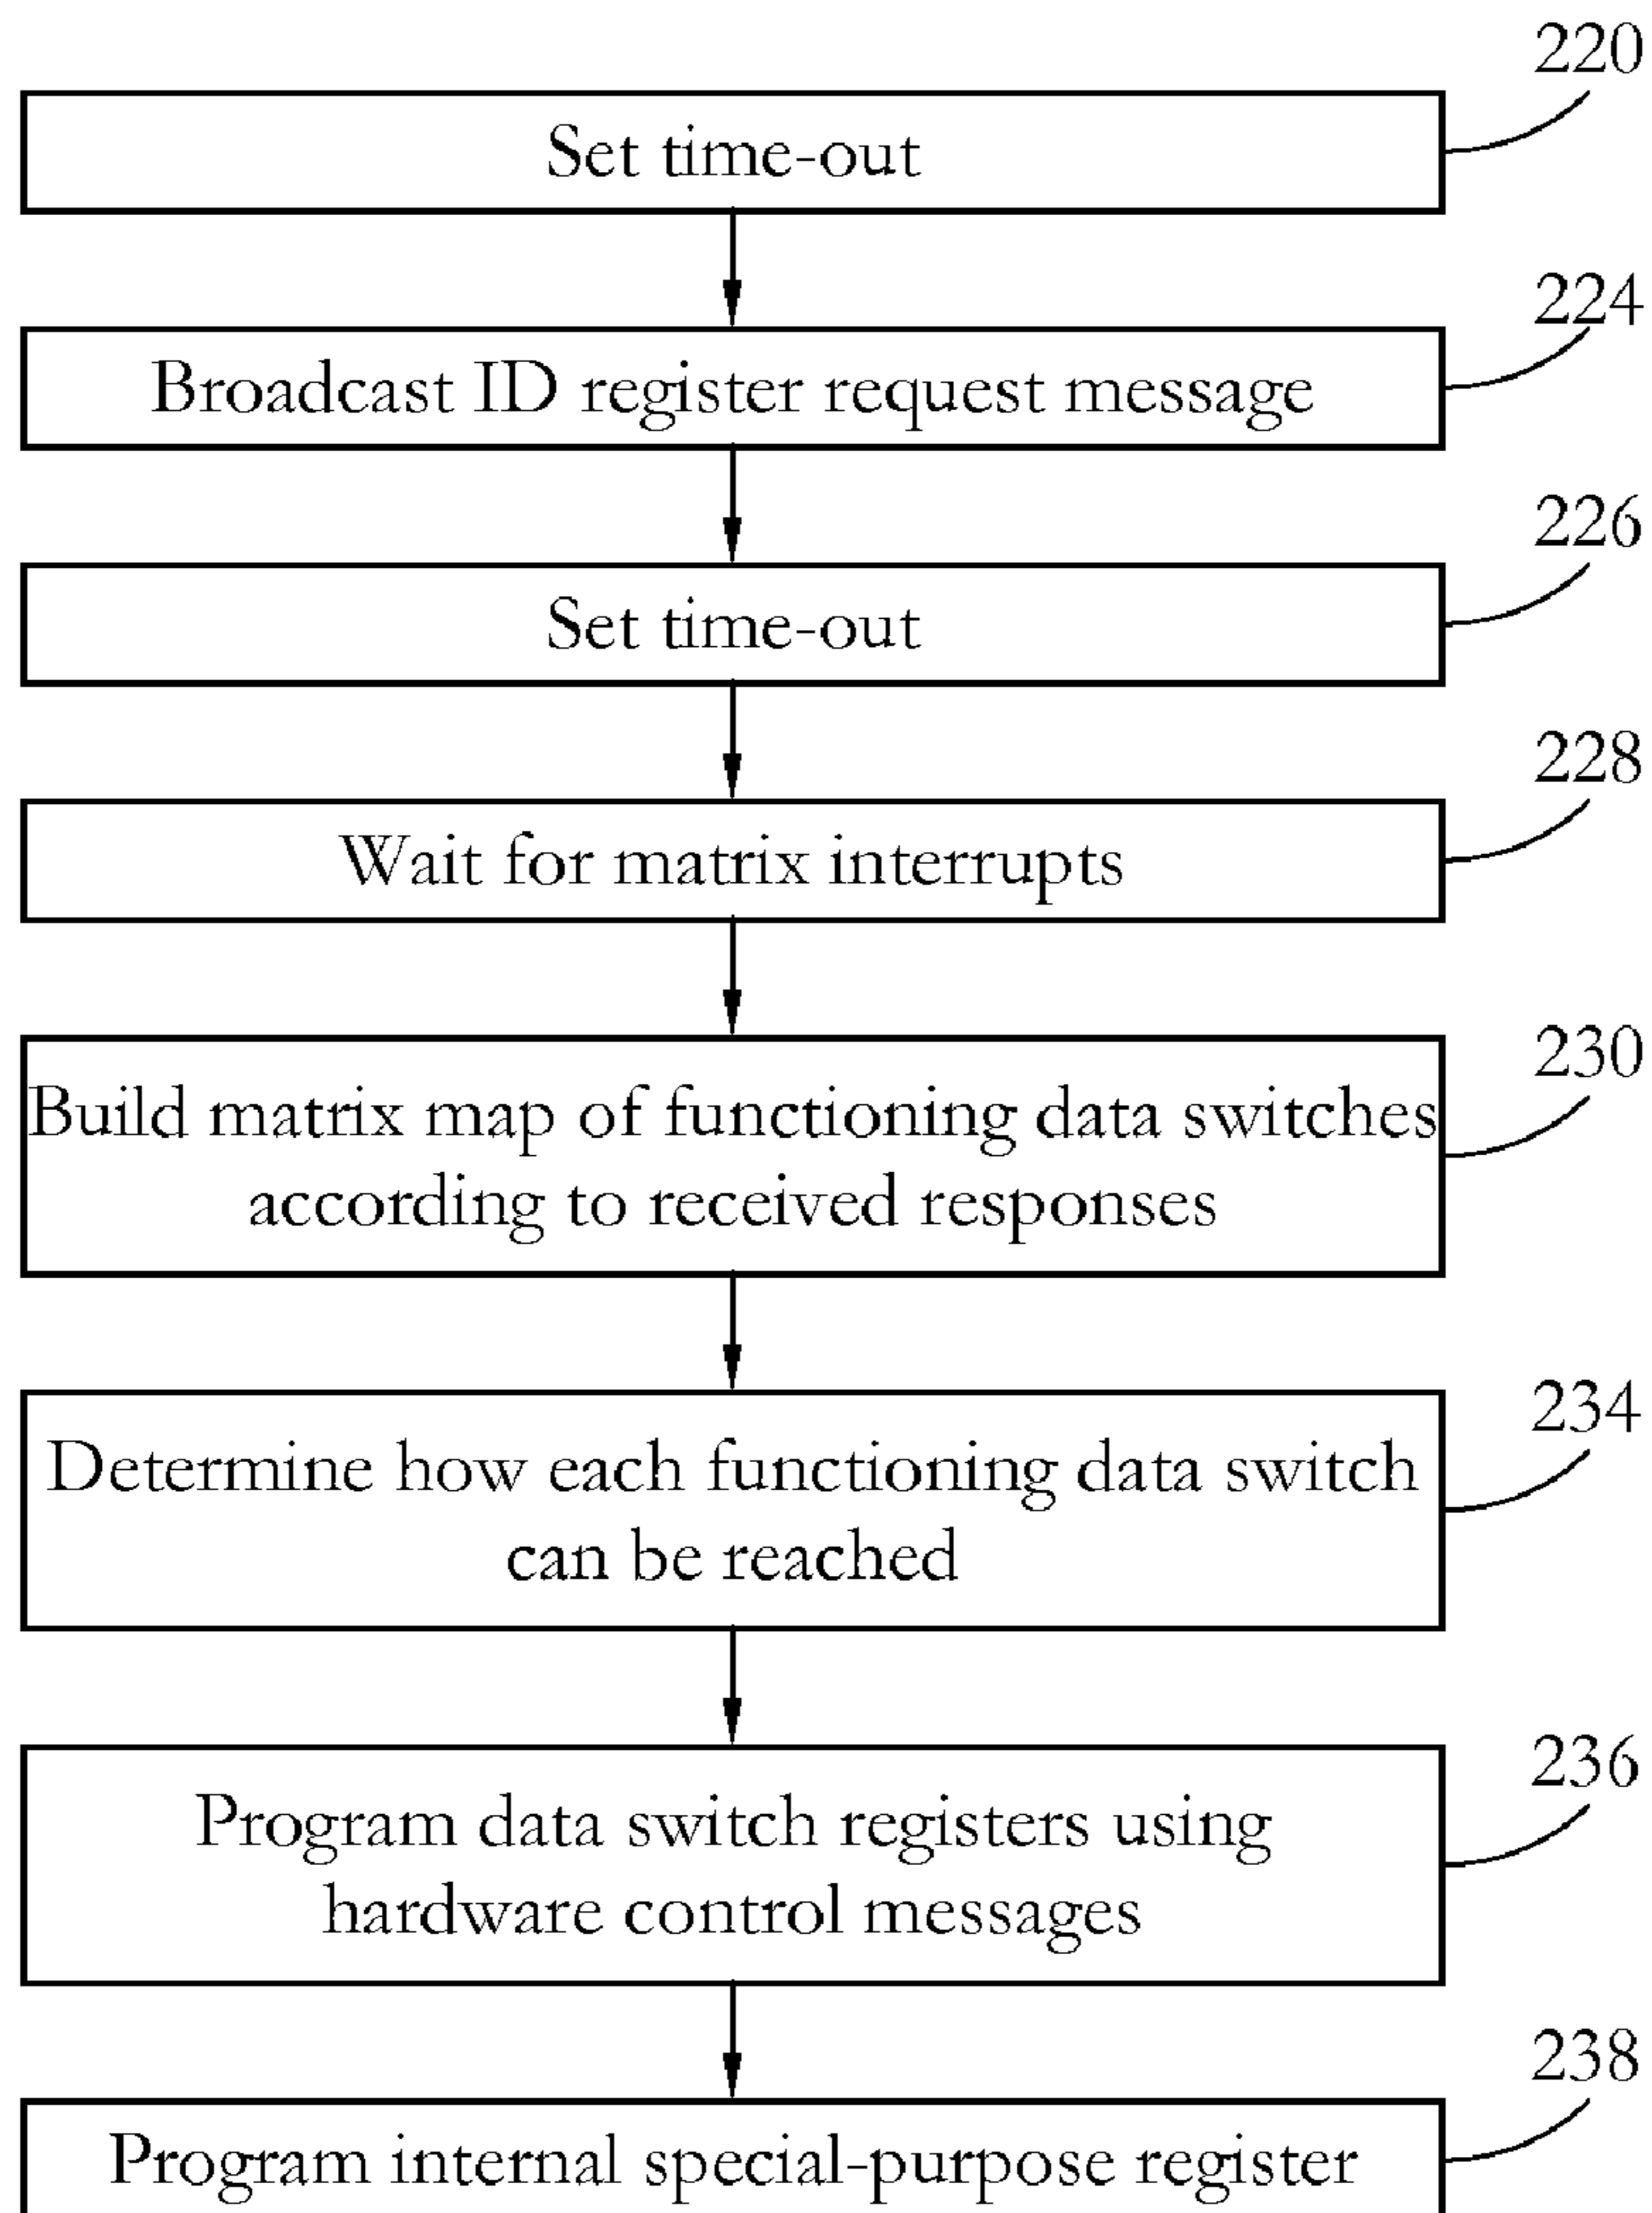 220
Set time-out
224
Broadcast ID register request message
226
Set time-out
228
Wait for matrix interrupts
230
Build matrix map of functioning data switches
according to received responses
234
Determine how each functioning data switch
can be reached
236
Program data switch registers using
hardware control messages
238
Program internal special-purpose register